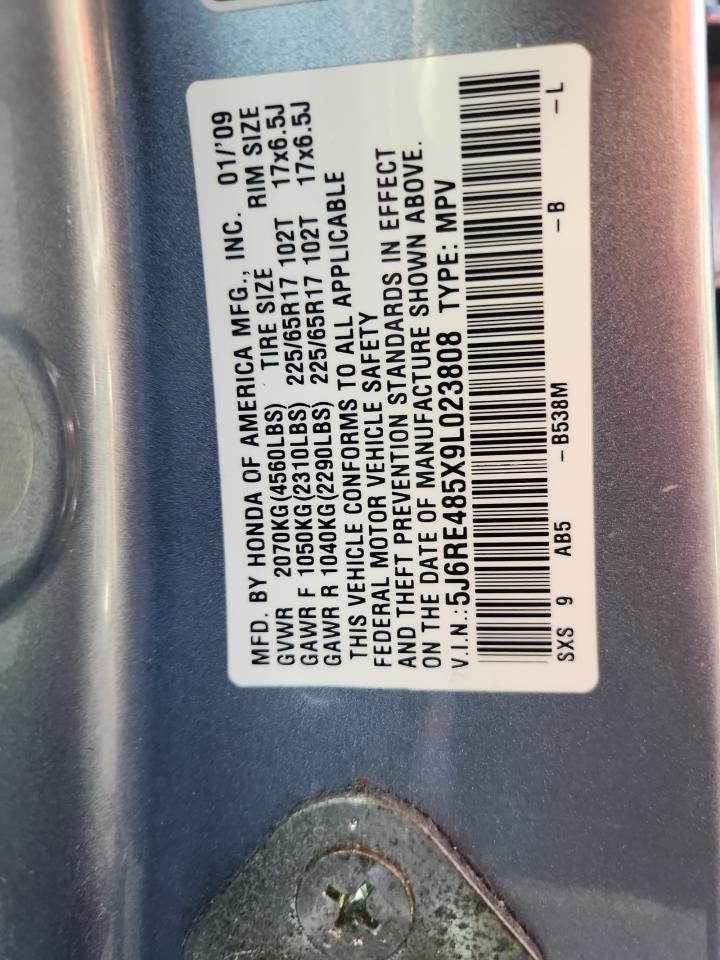 MFD. BY HONDA OF AMERICA MFG., INC. 01/'09
GVWR 2070KG(4560LBS) TIRE SIZE RIM SIZE
GAWR F 1050KG(2310LBS) 225/65R17 102T 17x6.5J
GAWR R 1040KG(2290LBS) 225/65R17 102T 17x6.5J
THIS VEHICLE CONFORMS TO ALL APPLICABLE
FEDERAL MOTOR VEHICLE SAFETY
AND THEFT PREVENTION STANDARDS IN EFFECT
ON THE DATE OF MANUFACTURE SHOWN ABOVE.
V.I.N.: 5J6RE485X9L023808 TYPE: MPV
SXS 9 AB5 - B538M - B - L